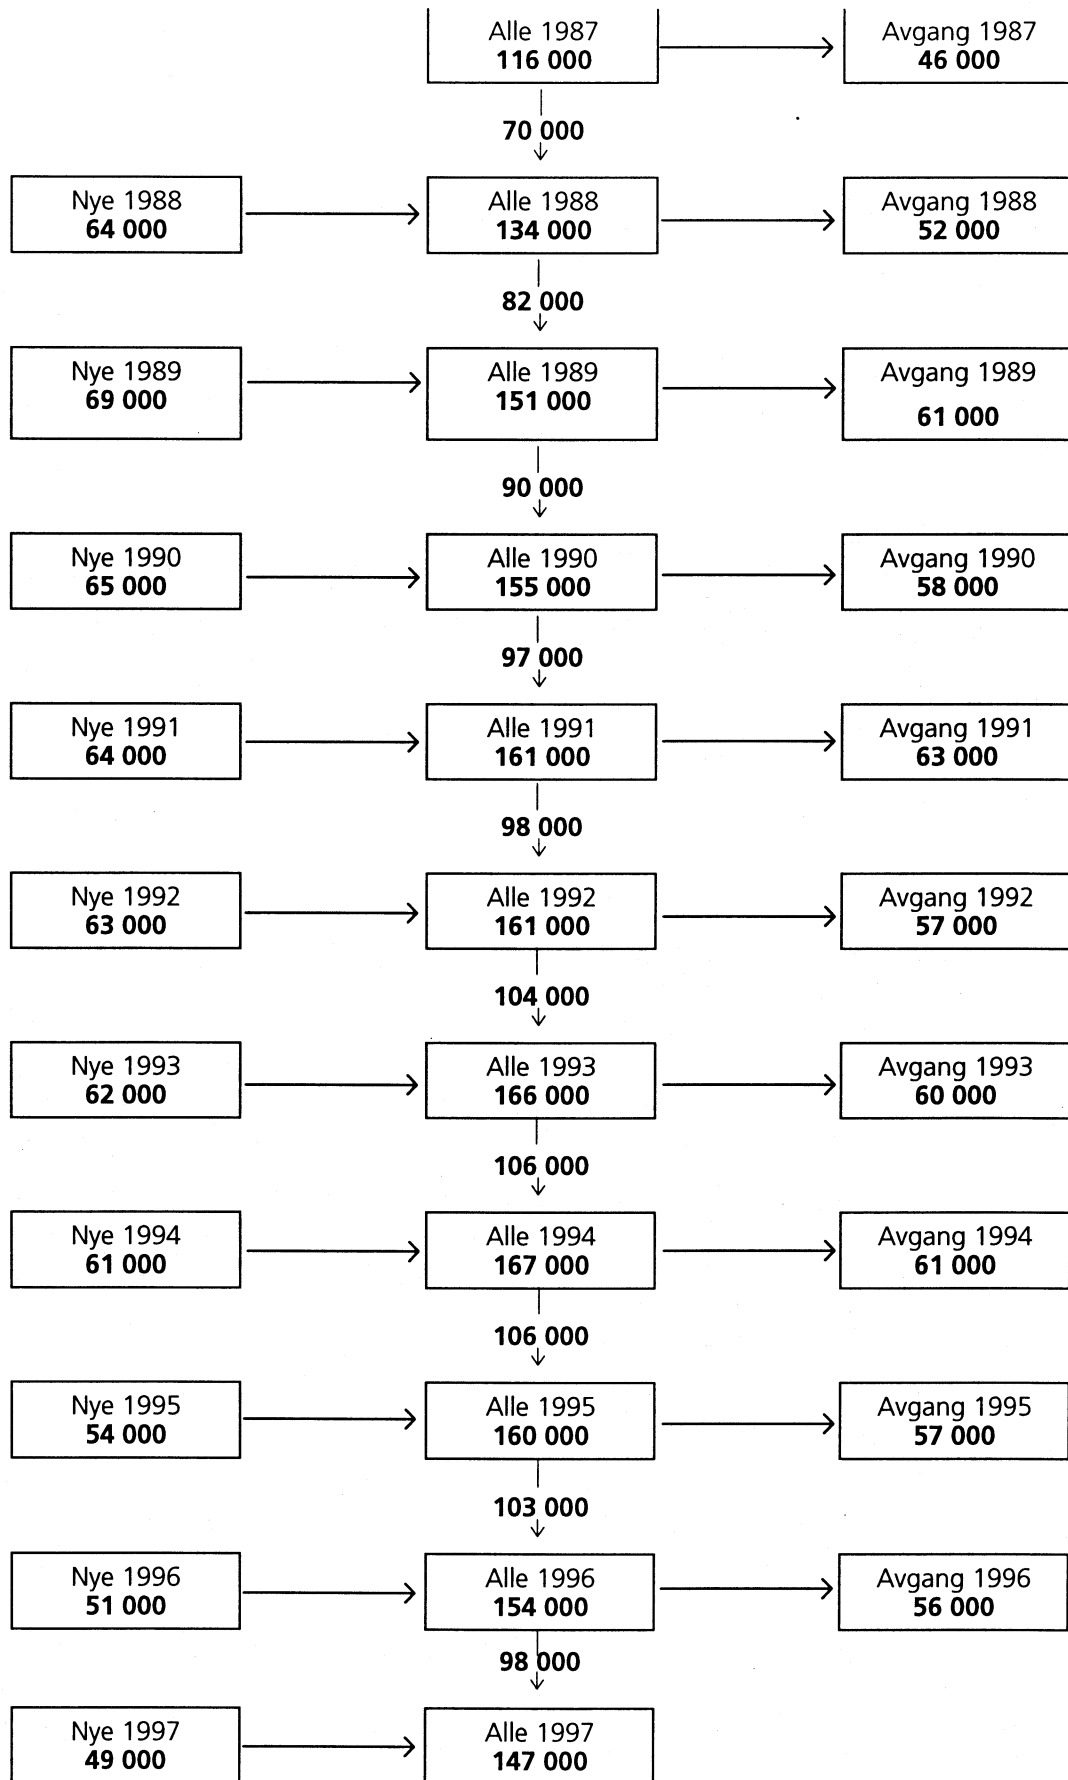 Alle 1987
116 000
Avgang 1987
46 000
70 000
Nye 1988
64 000
Alle 1988
134 000
Avgang 1988
52 000
82 000
Nye 1989
69 000
Alle 1989
151 000
Avgang 1989
61 000
90 000
Nye 1990
65 000
Alle 1990
155 000
Avgang 1990
58 000
97 000
Nye 1991
64 000
Alle 1991
161 000
Avgang 1991
63 000
98 000
Nye 1992
63 000
Alle 1992
161 000
Avgang 1992
57 000
104 000
Nye 1993
62 000
Alle 1993
166 000
Avgang 1993
60 000
106 000
Nye 1994
61 000
Alle 1994
167 000
Avgang 1994
61 000
106 000
Nye 1995
54 000
Alle 1995
160 000
Avgang 1995
57 000
103 000
Nye 1996
51 000
Alle 1996
154 000
Avgang 1996
56 000
98 000
Nye 1997
49 000
Alle 1997
147 000